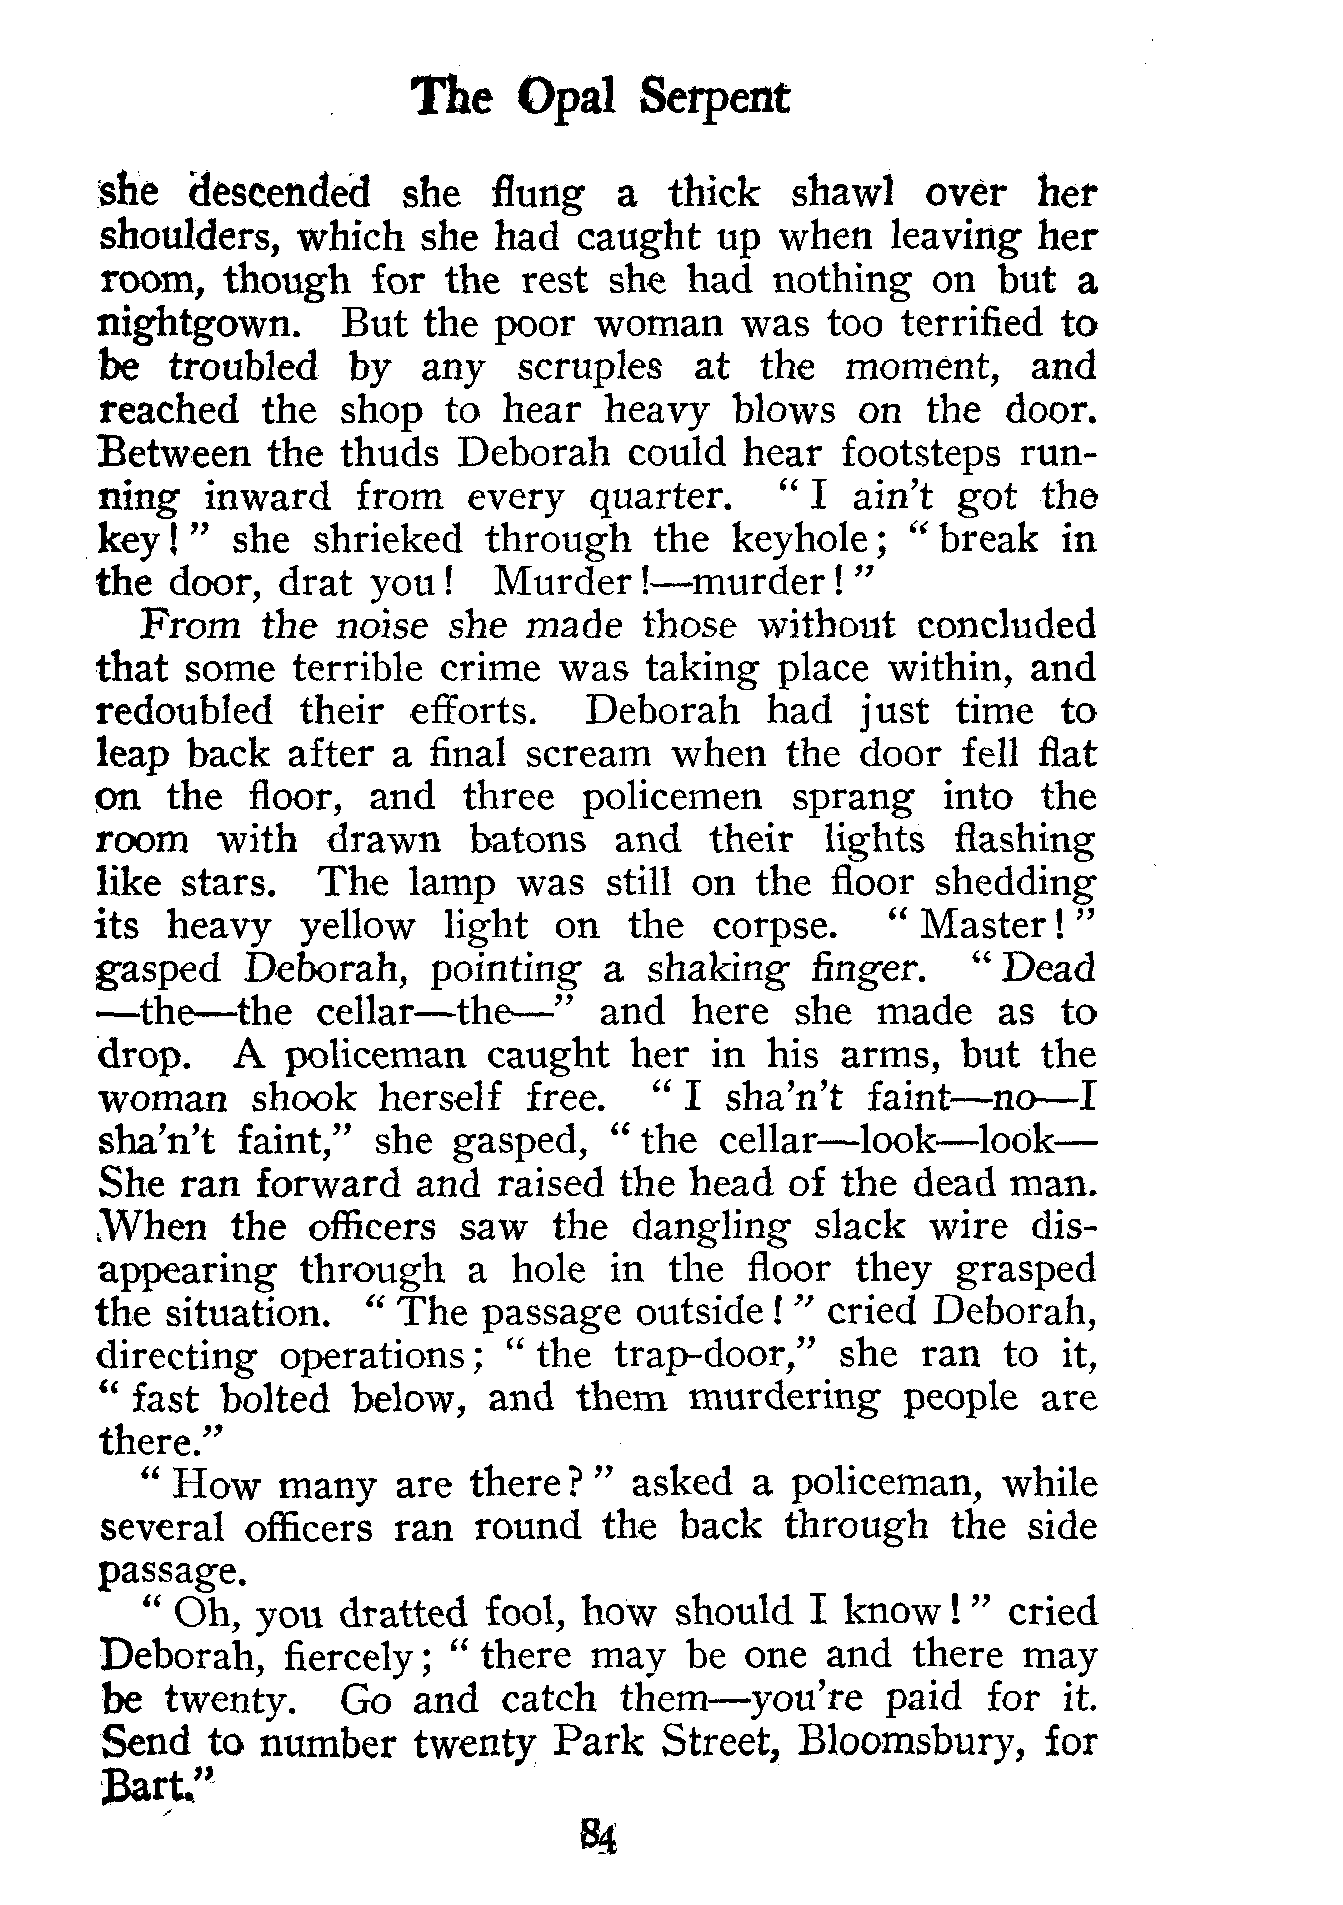 The Opal Serpent
she descended she flung a thick shawl over her
shoulders, which she had caught up when leaving her
room, though for the rest she had nothing on but a
nightgown. But the poor woman was too terrified to
be troubled by any scruples at the moment, and
reached the shop to hear heavy blows on the door.
Between the thuds Deborah could hear footsteps run-
ning inward from every quarter. “ I ain't got the
key! ” she shrieked through the keyhole; “ break in
the door, drat you! Murder!—murder! ”
From the noise she made those without concluded
that some terrible crime was taking place within, and
redoubled their efforts. Deborah had just time to
leap back after a final scream when the door fell flat
on the floor, and three policemen sprang into the
room with drawn batons and their lights flashing
like stars. The lamp was still on the floor shedding
its heavy yellow light on the corpse. “ Master! ”
gasped Deborah, pointing a shaking finger. “ Dead
—the—the cellar—the—” and here she made as to
drop. A policeman caught her in his arms, but the
woman shook herself free. “ I sha'n't faint—no—I
sha'n't faint,” she gasped, “ the cellar—look—look—
She ran forward and raised the head of the dead man.
When the officers saw the dangling slack wire dis-
appearing through a hole in the floor they grasped
the situation. “ The passage outside! ” cried Deborah,
directing operations; “ the trap-door,” she ran to it,
“ fast bolted below, and them murdering people are
there.”
“ How many are there? ” asked a policeman, while
several officers ran round the back through the side
passage.
“ Oh, you dratted fool, how should I know! ” cried
Deborah, fiercely; “ there may be one and there may
be twenty. Go and catch them—you're paid for it.
Send to number twenty Park Street, Bloomsbury, for
Bart.”
84